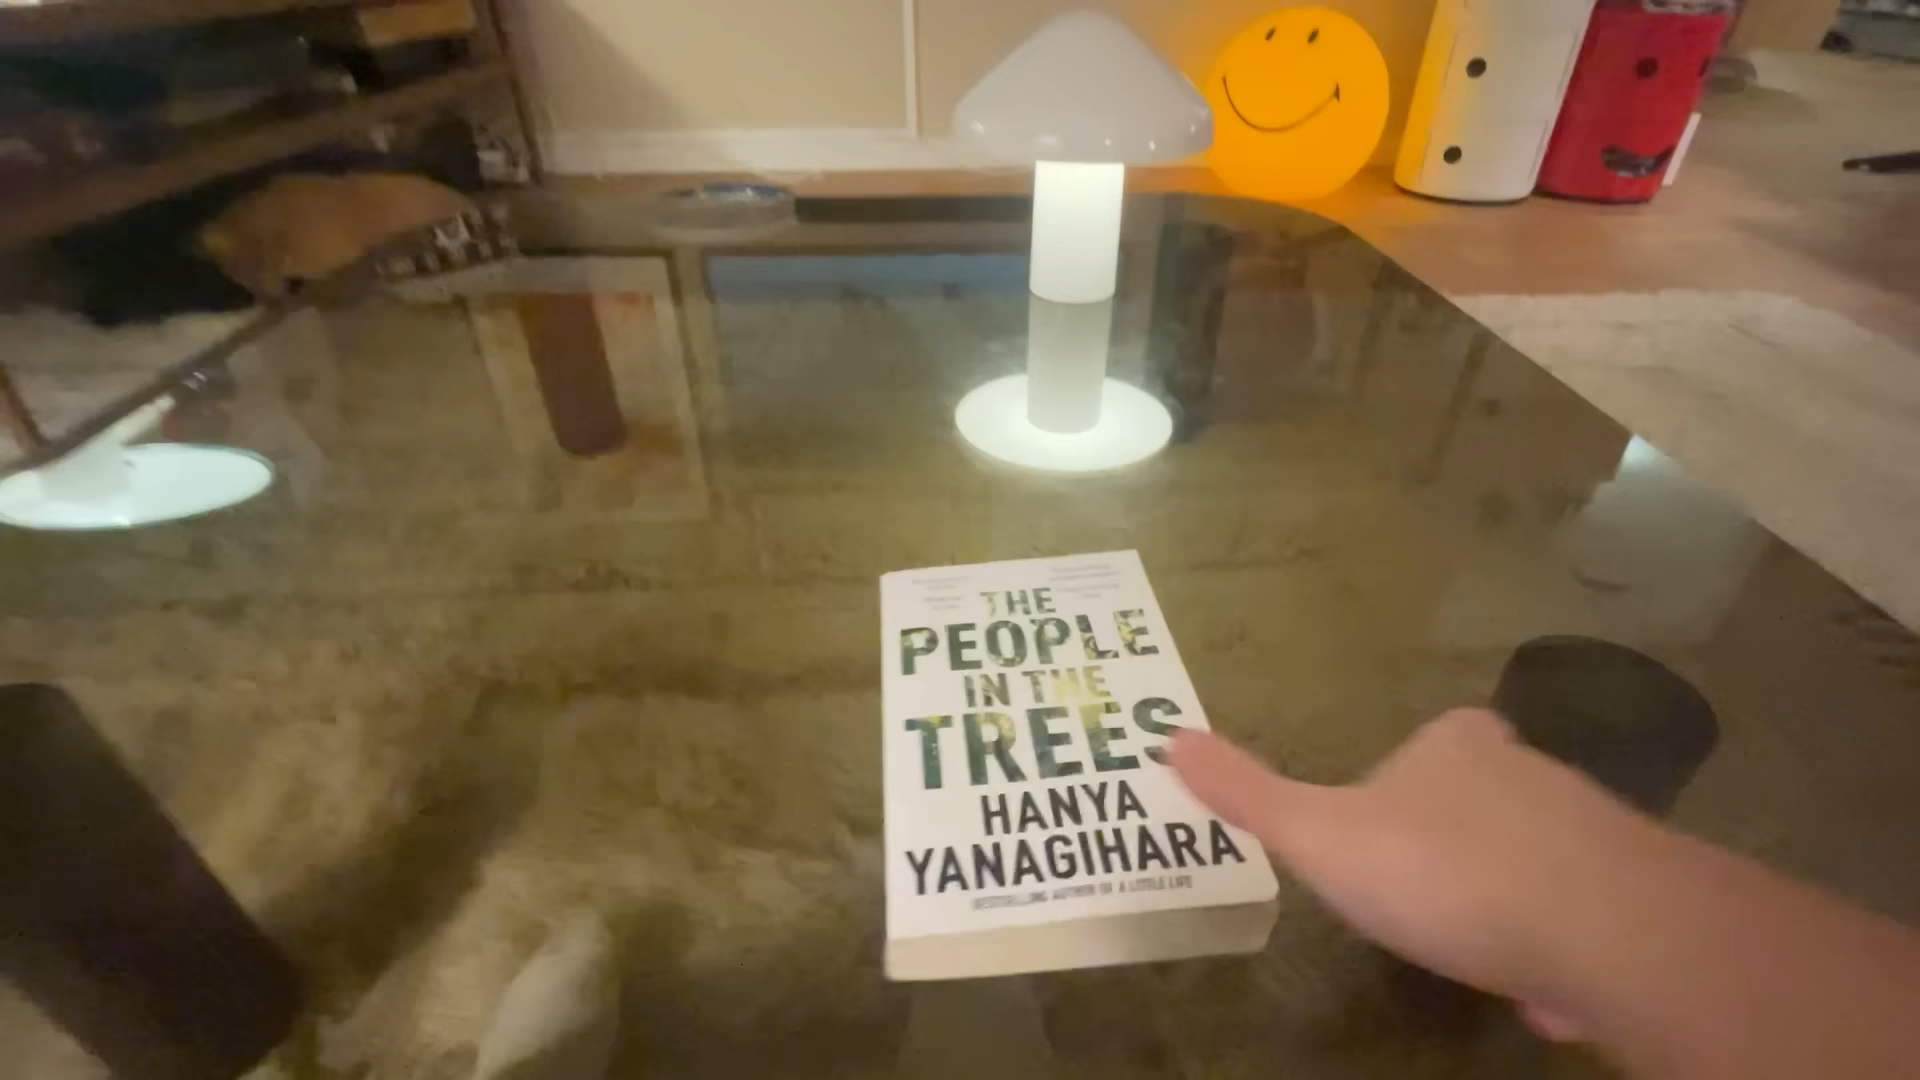 THE
PEOPLE
IN THE
TREES
HANYA
YANAGIHARA
BESTSELLING AUTHOR OF A LITTLE LIFE